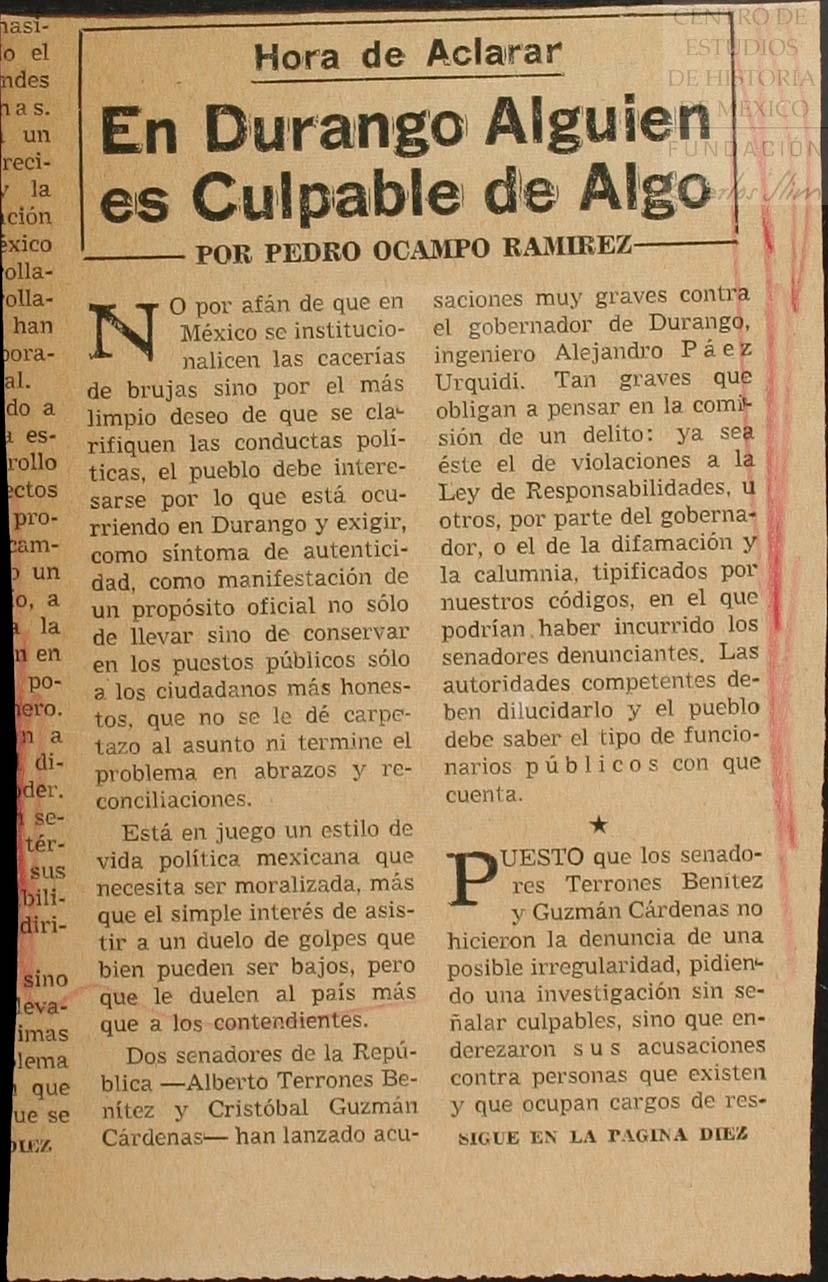 CENTRO DE
ESTUDIOS
DE HISTORIA
DE MÉXICO
FUNDACIÓN
Carlos Slim
Hora de Aclarar
En Durango Alguien
es Culpable de Algo
POR PEDRO OCAMPO RAMIREZ
NO por afán de que en
México se institucio-
nalicen las cacerías
de brujas sino por el más
limpio deseo de que se cla-
rifiquen las conductas polí-
ticas, el pueblo debe intere-
sarse por lo que está ocu-
rriendo en Durango y exigir,
como síntoma de autentici-
dad, como manifestación de
un propósito oficial no sólo
de llevar sino de conservar
en los puestos públicos sólo
a los ciudadanos más hones-
tos, que no se le dé carpe-
tazo al asunto ni termine el
problema en abrazos y re-
conciliaciones.
Está en juego un estilo de
vida política mexicana que
necesita ser moralizada, más
que el simple interés de asis-
tir a un duelo de golpes que
bien pueden ser bajos, pero
que le duelen al país más
que a los contendientes.
Dos senadores de la Repú-
blica —Alberto Terrones Be-
nítez y Cristóbal Guzmán
Cárdenas— han lanzado acu-
saciones muy graves contra
el gobernador de Durango,
ingeniero Alejandro Páez
Urquidi. Tan graves que
obligan a pensar en la comi-
sión de un delito: ya sea
éste el de violaciones a la
Ley de Responsabilidades, u
otros, por parte del goberna-
dor, o el de la difamación y
la calumnia, tipificados por
nuestros códigos, en el que
podrían haber incurrido los
senadores denunciantes. Las
autoridades competentes de-
ben dilucidarlo y el pueblo
debe saber el tipo de funcio-
narios públicos con que
cuenta.
★
PUESTO que los senado-
res Terrones Benítez
y Guzmán Cárdenas no
hicieron la denuncia de una
posible irregularidad, pidien-
do una investigación sin se-
ñalar culpables, sino que en-
derezaron sus acusaciones
contra personas que existen
y que ocupan cargos de res-
SIGUE EN LA PAGINA DIEZ